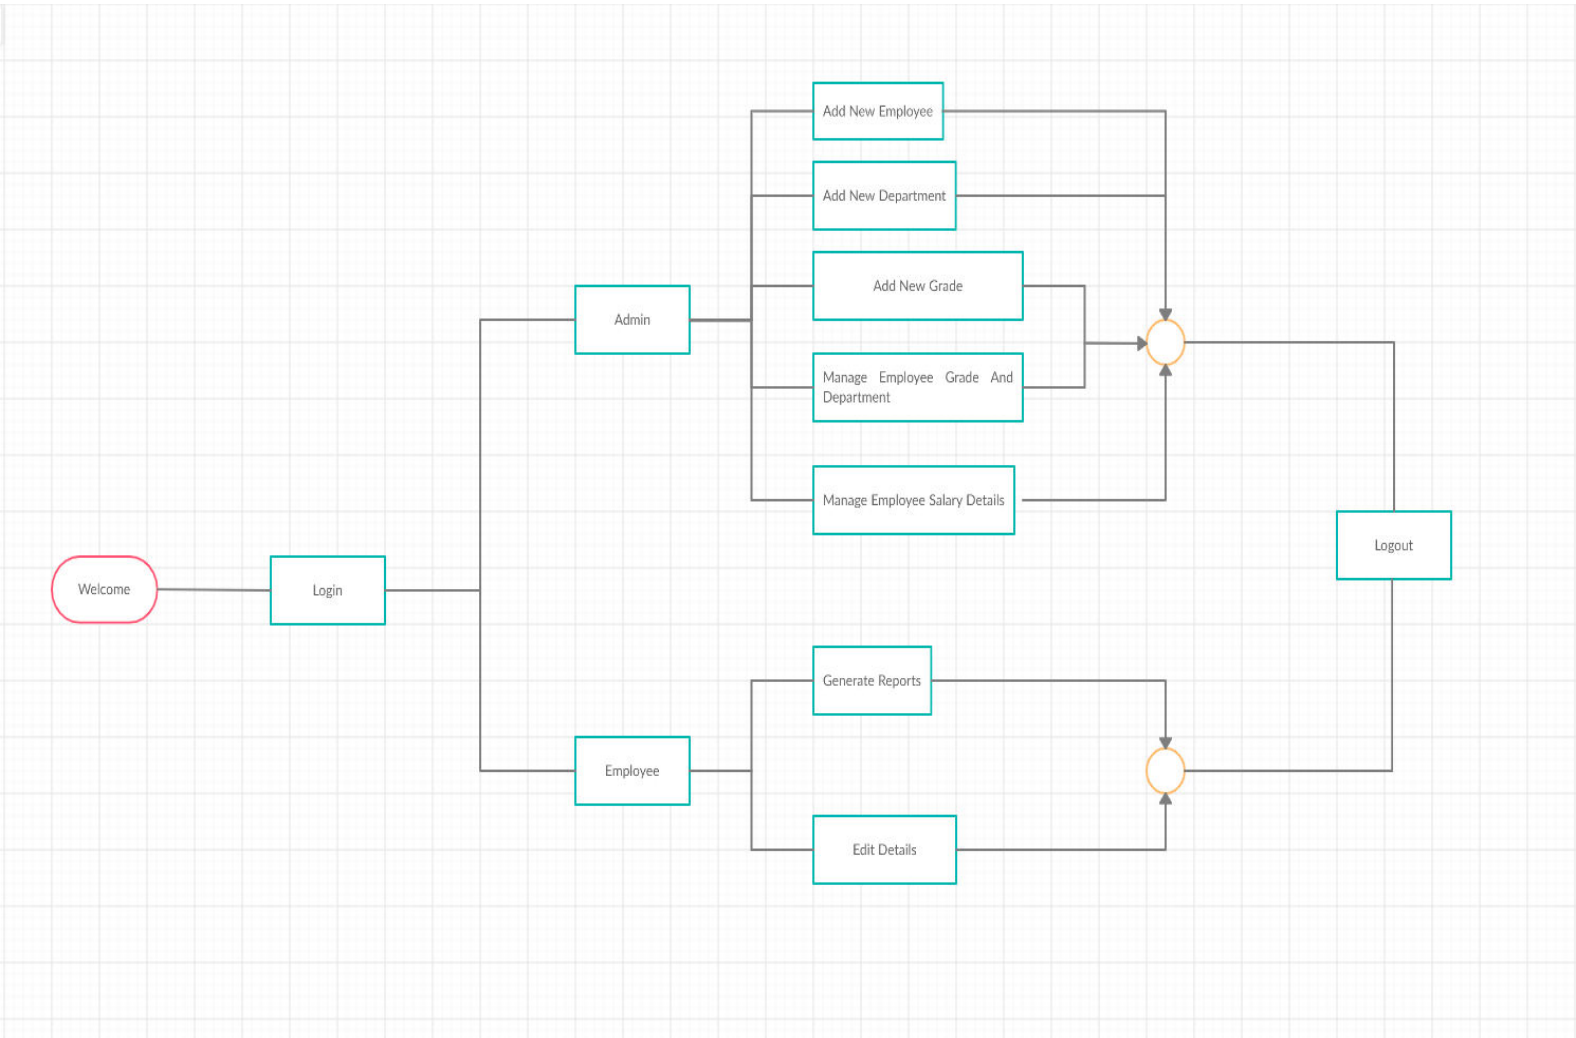 Add New Employee
Add New Department
Add New Grade
Admin
Manage Employee Grade And
Department
Manage Employee Salary Details
Logout
Welcome
Login
Generate Reports
Employee
Edit Details